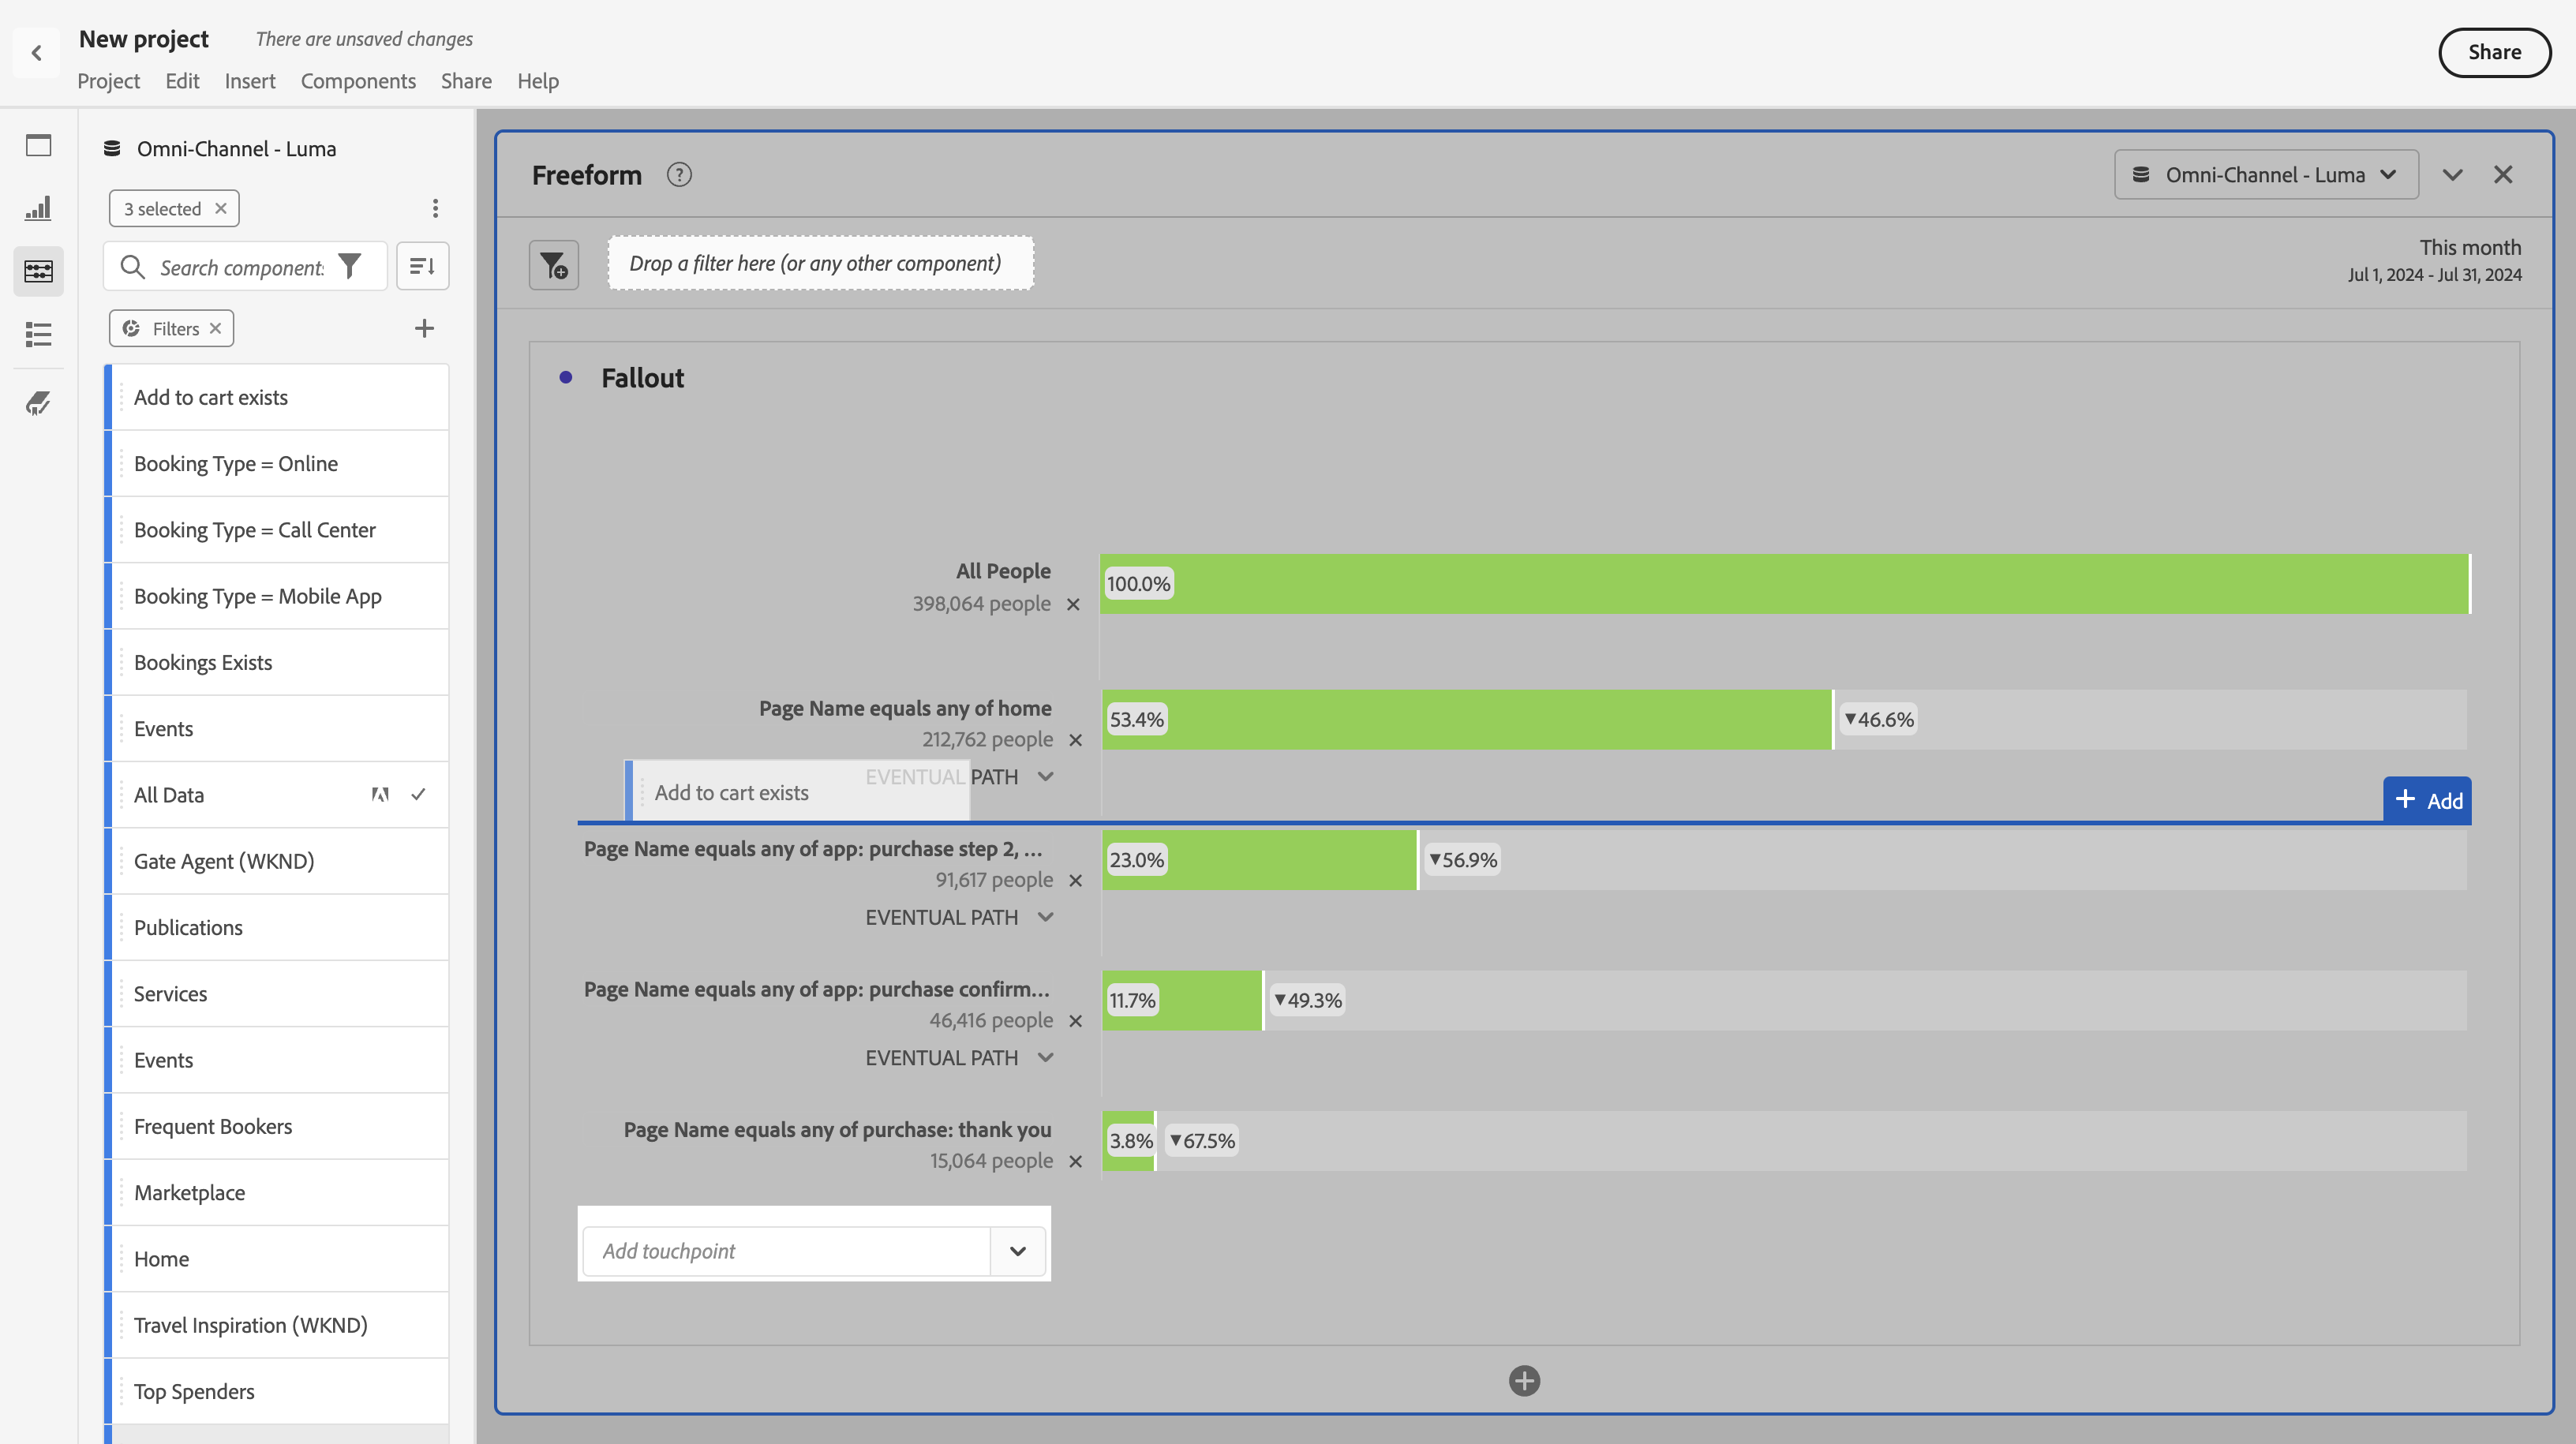 New project
There are unsaved changes
Project Edit Insert Components Share Help
Share
Omni-Channel - Luma
3 selected
Search component
Filters
Add to cart exists
Booking Type = Online
Booking Type = Call Center
Booking Type = Mobile App
Bookings Exists
Events
All Data
Gate Agent (WKND)
Publications
Services
Events
Frequent Bookers
Marketplace
Home
Travel Inspiration (WKND)
Top Spenders
Freeform
Omni-Channel - Luma
Drop a filter here (or any other component)
This month
Jul 1, 2024 - Jul 31, 2024
Fallout
All People
398,064 people
100.0%
Page Name equals any of home
212,762 people
53.4%
▼46.6%
EVENTUAL PATH
Add to cart exists
+ Add
Page Name equals any of app: purchase step 2, ...
91,617 people
23.0%
▼56.9%
EVENTUAL PATH
Page Name equals any of app: purchase confirm...
46,416 people
11.7%
▼49.3%
EVENTUAL PATH
Page Name equals any of purchase: thank you
15,064 people
3.8%
▼67.5%
Add touchpoint